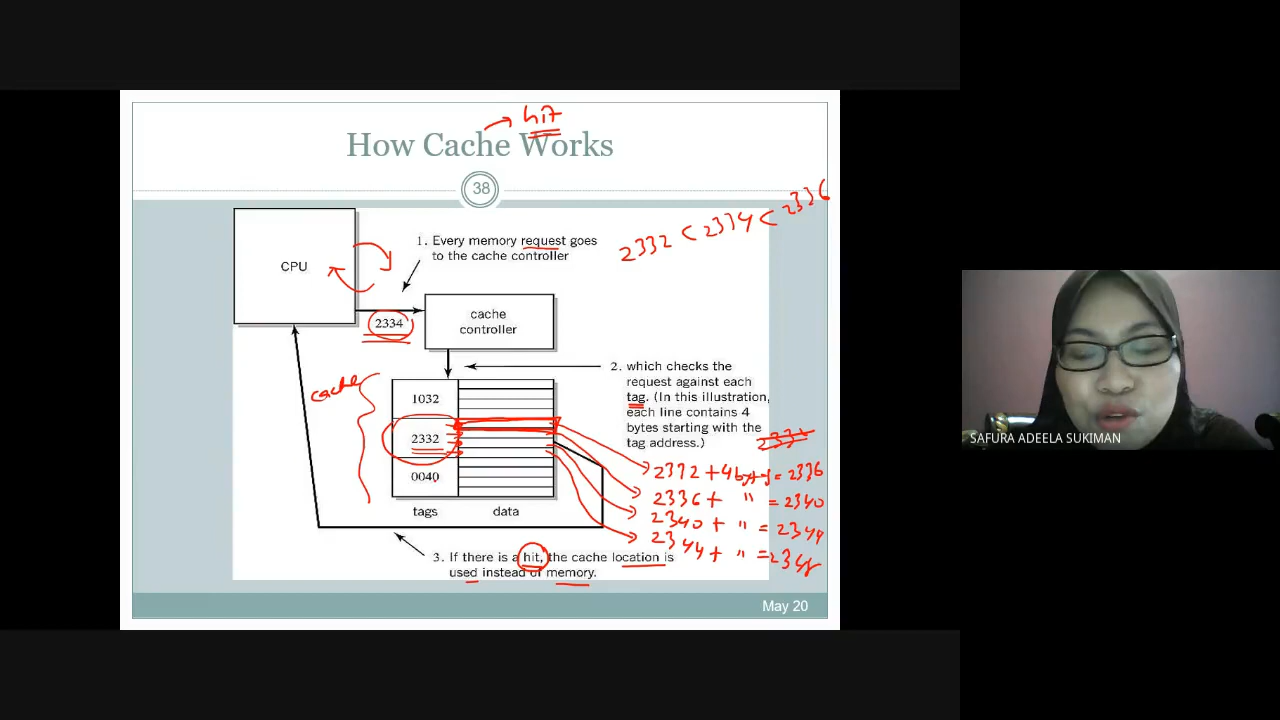 hit
How Cache Works
38
2332 < 2334 < 2336
1. Every memory request goes
to the cache controller
CPU
cache
controller
2334
2. which checks the
request against each
tag. (In this illustration,
each line contains 4
bytes starting with the
tag address.)
cache
1032
2332
0040
tags data
2332 + 4 bytes = 2336
2336 + " = 2340
2340 + " = 2344
2344 + " = 2348
3. If there is a hit, the cache location is
used instead of memory.
May 20
SAFURA ADEELA SUKIMAN